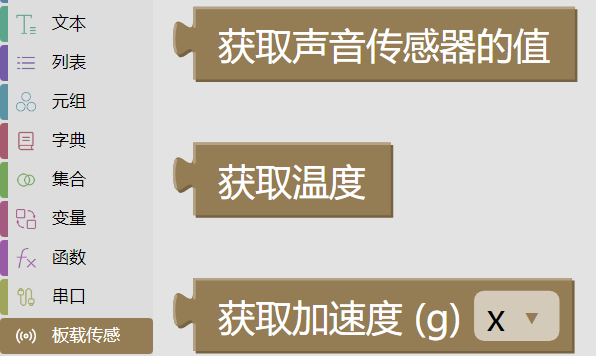 文本
列表
元组
字典
集合
变量
函数
串口
板载传感
获取声音传感器的值
获取温度
获取加速度 (g) x